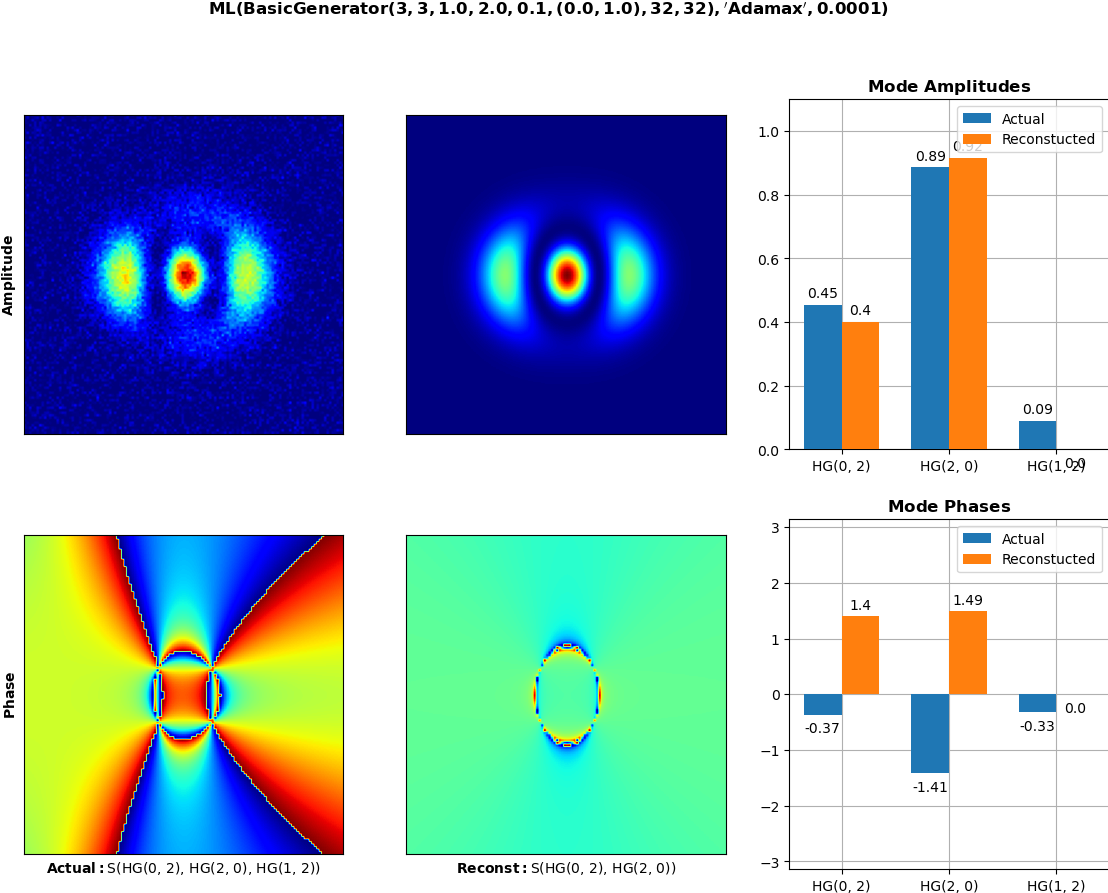 ML(BasicGenerator(3, 3, 1.0, 2.0, 0.1, (0.0, 1.0), 32, 32), ′Adamax′, 0.0001)
Mode Amplitudes
Actual
Reconstucted
Amplitude
1.0
0.8
0.6
0.4
0.2
0.0
0.45
0.4
0.89
0.92
0.09
0.0
HG(0, 2)
HG(2, 0)
HG(1, 2)
Mode Phases
Actual
Reconstucted
Phase
3
2
1
0
−1
−2
−3
-0.37
1.4
-1.41
1.49
-0.33
0.0
HG(0, 2)
HG(2, 0)
HG(1, 2)
Actual: S(HG(0, 2), HG(2, 0), HG(1, 2))
Reconst: S(HG(0, 2), HG(2, 0))